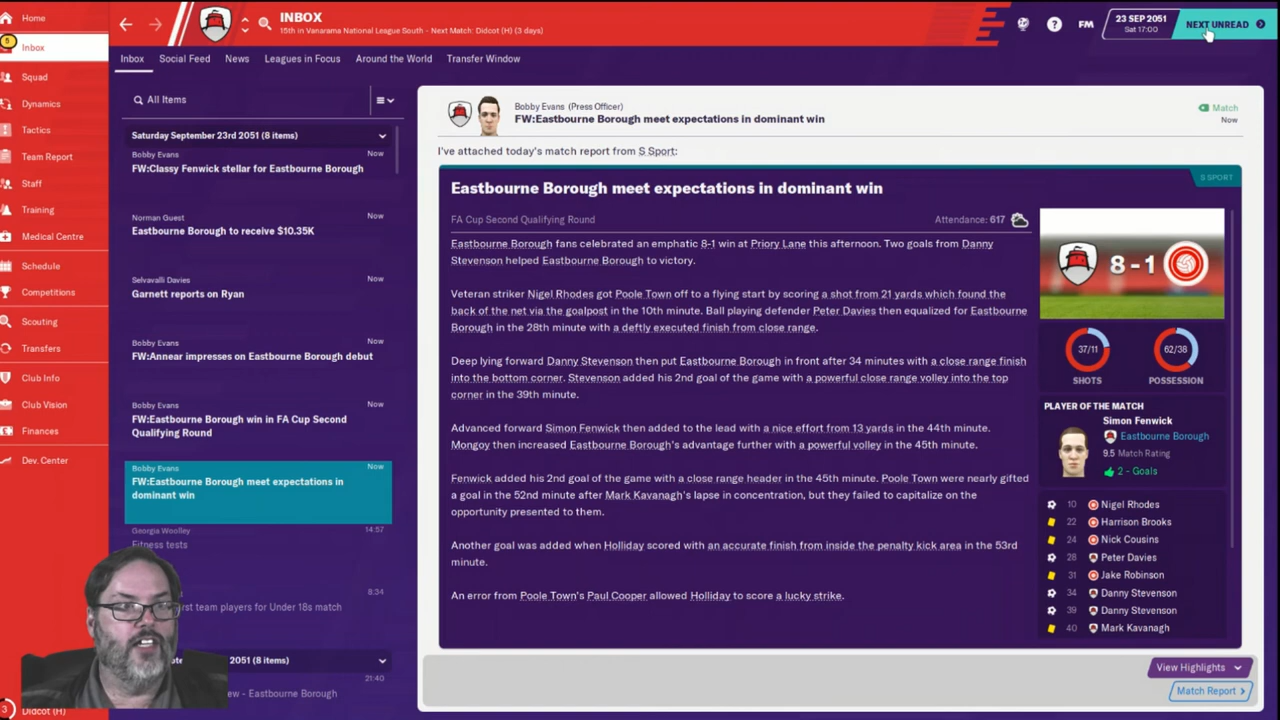 Home
5
Inbox
Squad
Dynamics
Tactics
Team Report
Staff
Training
Medical Centre
Schedule
Competitions
Scouting
Transfers
Club Info
Club Vision
Finances
Dev. Center
3
Didcot (H)
INBOX
15th in Vanarama National League South - Next Match: Didcot (H) (3 days)
?
FM
23 SEP 2051
Sat 17:00
NEXT UNREAD
Inbox
Social Feed
News
Leagues in Focus
Around the World
Transfer Window
All Items
Saturday September 23rd 2051 (8 items)
Bobby Evans
Now
FW:Classy Fenwick stellar for Eastbourne Borough
Norman Guest
Now
Eastbourne Borough to receive $10.35K
Selvavalli Davies
Now
Garnett reports on Ryan
Bobby Evans
Now
FW:Annear impresses on Eastbourne Borough debut
Bobby Evans
Now
FW:Eastbourne Borough win in FA Cup Second
Qualifying Round
Bobby Evans
Now
FW:Eastbourne Borough meet expectations in
dominant win
Georgia Woolley
14:57
Fitness tests
8:34
rst team players for Under 18s match
2051 (8 items)
21:40
- Eastbourne Borough
Bobby Evans (Press Officer)
FW:Eastbourne Borough meet expectations in dominant win
Match
Now
I've attached today's match report from S Sport:
S SPORT
Eastbourne Borough meet expectations in dominant win
FA Cup Second Qualifying Round
Attendance: 617
Eastbourne Borough fans celebrated an emphatic 8-1 win at Priory Lane this afternoon. Two goals from Danny
Stevenson helped Eastbourne Borough to victory.
Veteran striker Nigel Rhodes got Poole Town off to a flying start by scoring a shot from 21 yards which found the
back of the net via the goalpost in the 10th minute. Ball playing defender Peter Davies then equalized for Eastbourne
Borough in the 28th minute with a deftly executed finish from close range.
Deep lying forward Danny Stevenson then put Eastbourne Borough in front after 34 minutes with a close range finish
into the bottom corner. Stevenson added his 2nd goal of the game with a powerful close range volley into the top
corner in the 39th minute.
Advanced forward Simon Fenwick then added to the lead with a nice effort from 13 yards in the 44th minute.
Mongoy then increased Eastbourne Borough's advantage further with a powerful volley in the 45th minute.
Fenwick added his 2nd goal of the game with a close range header in the 45th minute. Poole Town were nearly gifted
a goal in the 52nd minute after Mark Kavanagh's lapse in concentration, but they failed to capitalize on the
opportunity presented to them.
Another goal was added when Holliday scored with an accurate finish from inside the penalty kick area in the 53rd
minute.
An error from Poole Town's Paul Cooper allowed Holliday to score a lucky strike.
8-1
37/11
SHOTS
62/38
POSSESSION
PLAYER OF THE MATCH
Simon Fenwick
Eastbourne Borough
9.5 Match Rating
2 - Goals
10 Nigel Rhodes
22 Harrison Brooks
24 Nick Cousins
28 Peter Davies
31 Jake Robinson
34 Danny Stevenson
39 Danny Stevenson
40 Mark Kavanagh
View Highlights
Match Report